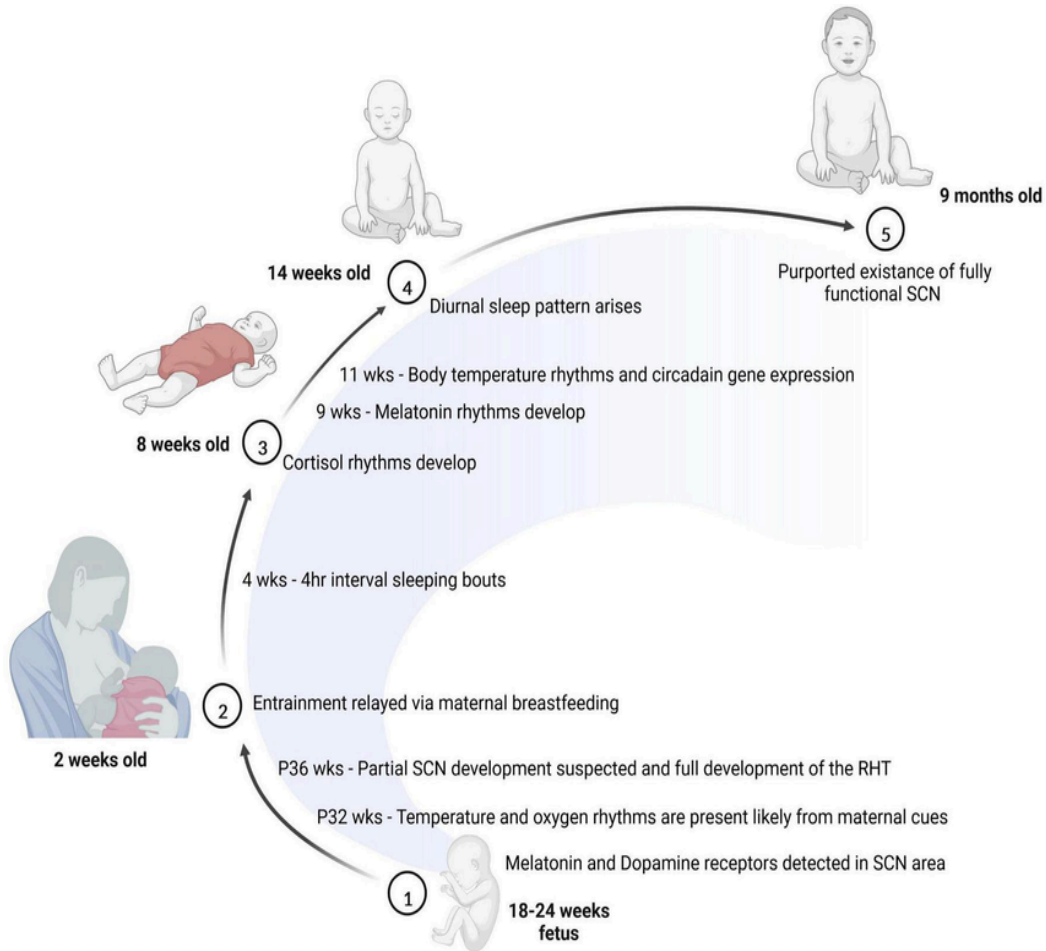 9 months old
5
Purported existance of fully
functional SCN
14 weeks old
4
Diurnal sleep pattern arises
11 wks - Body temperature rhythms and circadain gene expression
9 wks - Melatonin rhythms develop
8 weeks old
3
Cortisol rhythms develop
4 wks - 4hr interval sleeping bouts
2
Entrainment relayed via maternal breastfeeding
2 weeks old
P36 wks - Partial SCN development suspected and full development of the RHT
P32 wks - Temperature and oxygen rhythms are present likely from maternal cues
Melatonin and Dopamine receptors detected in SCN area
1
18-24 weeks
fetus